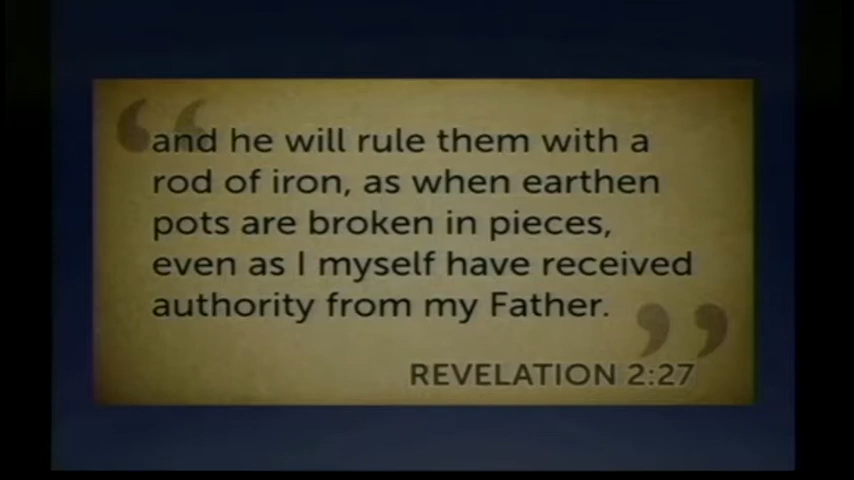 and he will rule them with a
rod of iron, as when earthen
pots are broken in pieces,
even as I myself have received
authority from my Father.
REVELATION 2:27